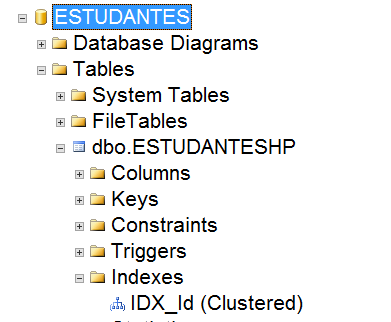 ESTUDANTES
Database Diagrams
Tables
System Tables
FileTables
dbo.ESTUDANTESHP
Columns
Keys
Constraints
Triggers
Indexes
IDX_Id (Clustered)